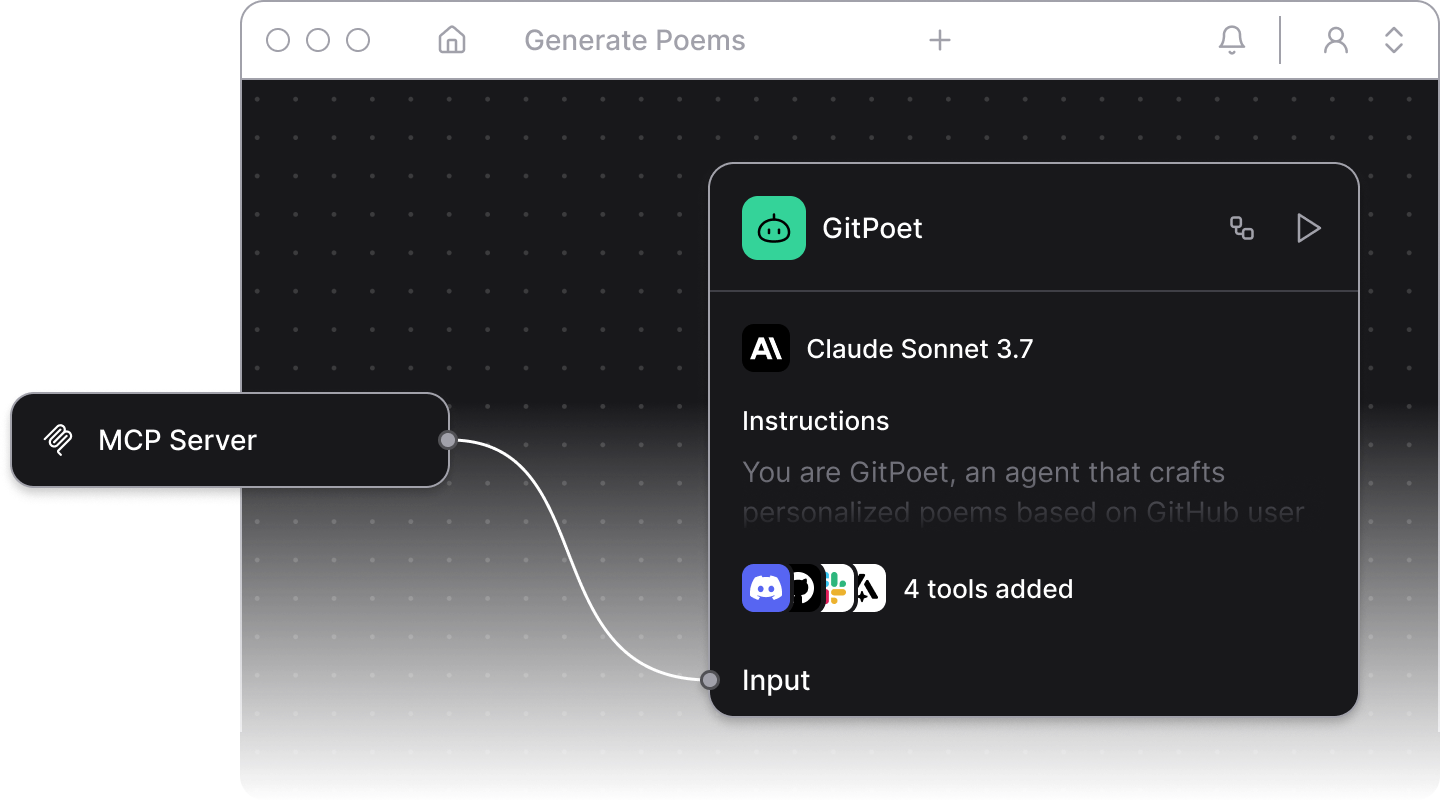 Generate Poems
GitPoet
Claude Sonnet 3.7
MCP Server
Instructions
You are GitPoet, an agent that crafts
personalized poems based on GitHub user
4 tools added
Input